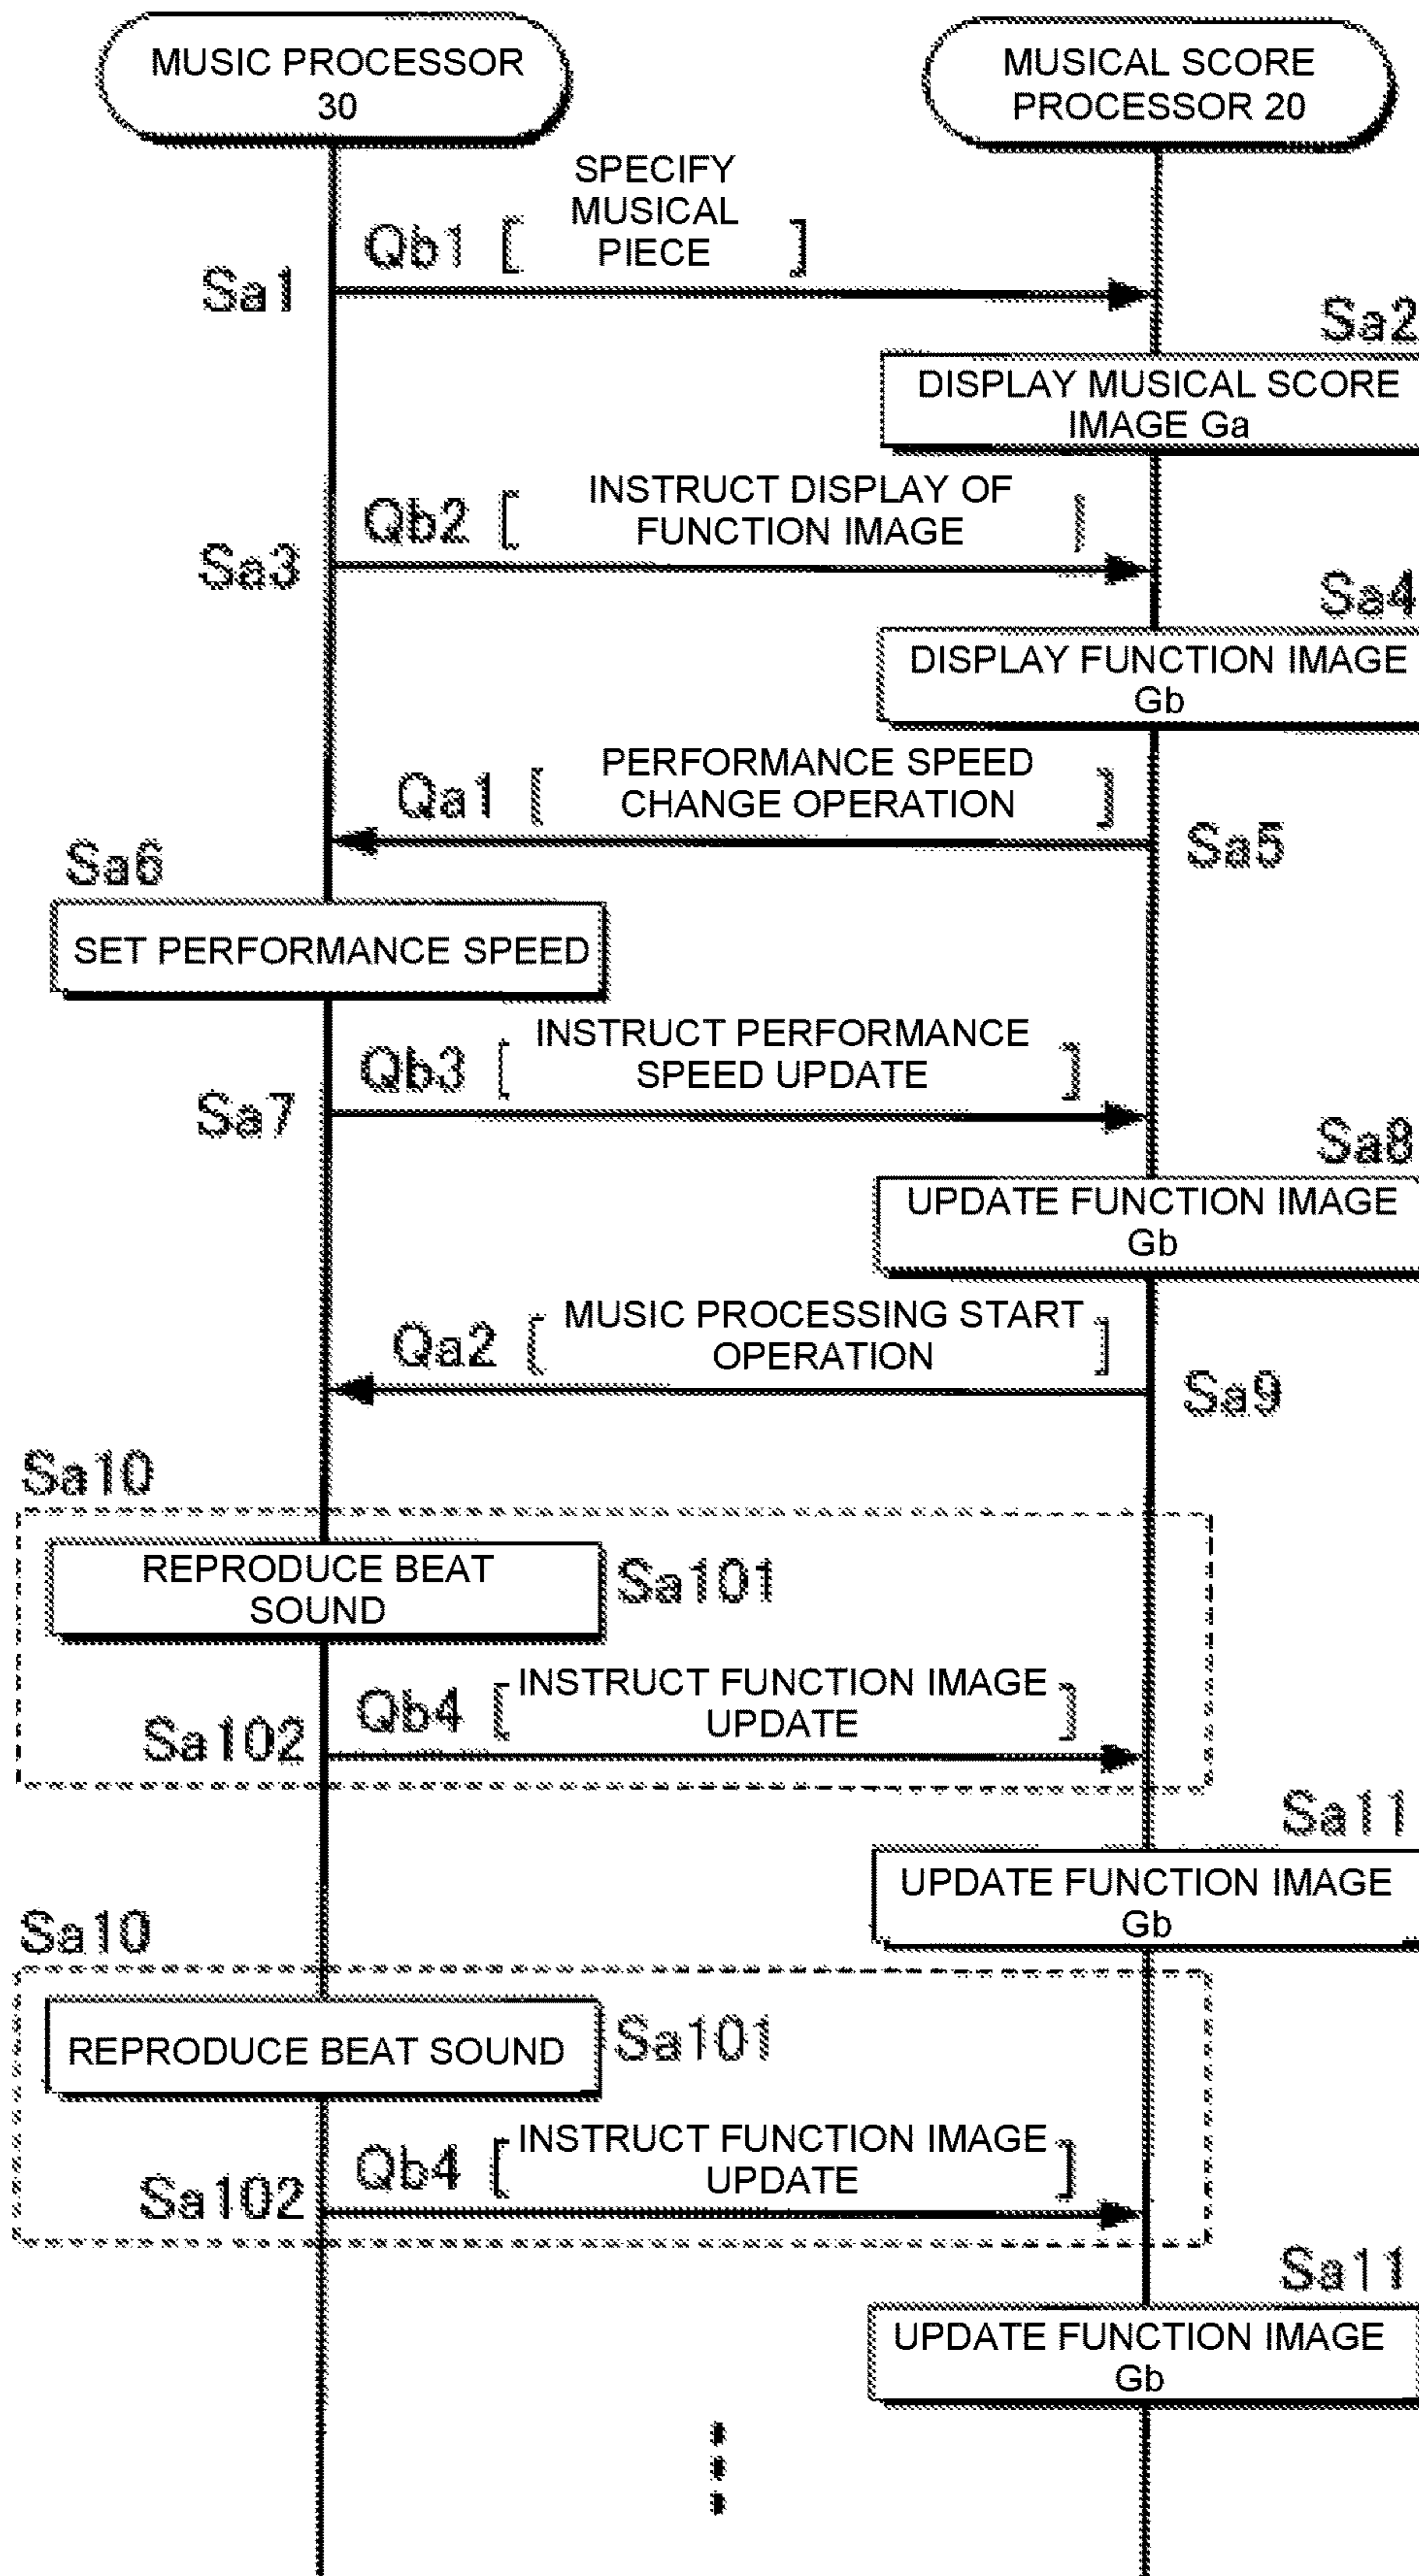 MUSIC PROCESSOR
30
MUSICAL SCORE
PROCESSOR 20
SPECIFY
MUSICAL
PIECE
Qb1 [ ]
Sa1
Sa2
DISPLAY MUSICAL SCORE
IMAGE Ga
INSTRUCT DISPLAY OF
FUNCTION IMAGE
Qb2 [ ]
Sa3
Sa4
DISPLAY FUNCTION IMAGE
Gb
PERFORMANCE SPEED
CHANGE OPERATION
Qa1 [ ]
Sa5
Sa6
SET PERFORMANCE SPEED
INSTRUCT PERFORMANCE
SPEED UPDATE
Qb3 [ ]
Sa7
Sa8
UPDATE FUNCTION IMAGE
Gb
MUSIC PROCESSING START
OPERATION
Qa2 [ ]
Sa9
Sa10
REPRODUCE BEAT
SOUND
Sa101
INSTRUCT FUNCTION IMAGE
UPDATE
Qb4 [ ]
Sa102
Sa11
UPDATE FUNCTION IMAGE
Gb
Sa10
REPRODUCE BEAT SOUND
Sa101
INSTRUCT FUNCTION IMAGE
UPDATE
Qb4 [ ]
Sa102
Sa11
UPDATE FUNCTION IMAGE
Gb